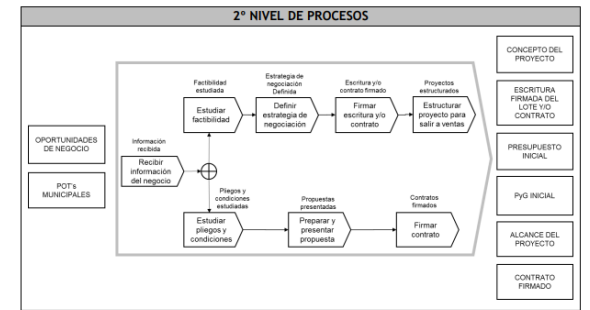 2º NIVEL DE PROCESOS
OPORTUNIDADES
DE NEGOCIO
POT's
MUNICIPALES
Información
recibida
Recibir
información
del negocio
Factibilidad
estudiada
Estudiar
factibilidad
Estrategia de
negociación
Definida
Definir
estrategia de
negociación
Escritura y/o
contrato firmado
Firmar
escritura y/o
contrato
Proyectos
estructurados
Estructurar
proyecto para
salir a ventas
Pliegos y
condiciones
estudiadas
Estudiar
pliegos y
condiciones
Propuestas
presentadas
Preparar y
presentar
propuesta
Contratos
firmados
Firmar
contrato
CONCEPTO DEL
PROYECTO
ESCRITURA
FIRMADA DEL
LOTE Y/O
CONTRATO
PRESUPUESTO
INICIAL
PyG INICIAL
ALCANCE DEL
PROYECTO
CONTRATO
FIRMADO